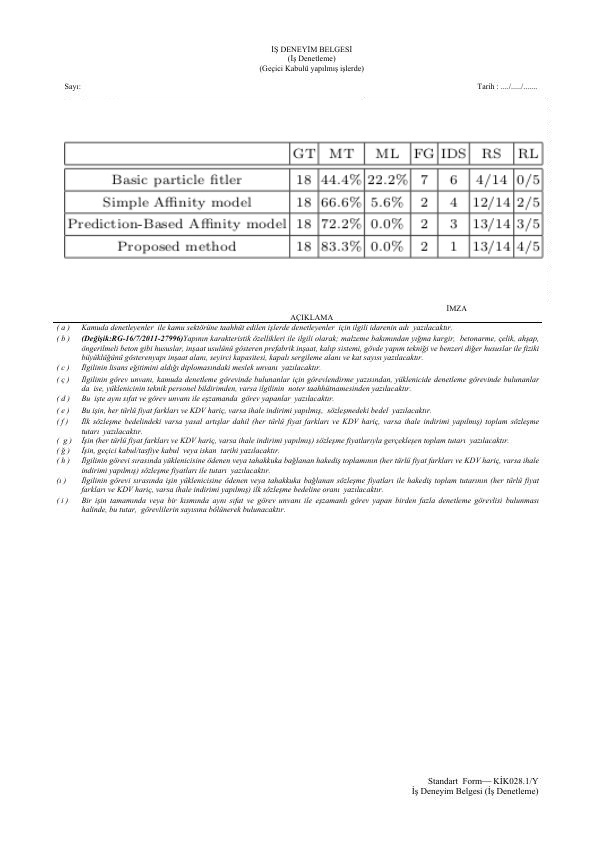 İŞ DENEYİM BELGESİ
(İş Denetleme)
(Geçici Kabulü yapılmış işlerde)
Sayı: Tarih : ..../...../.......
GT MT ML FG IDS RS RL
Basic particle fitler 18 44.4% 22.2% 7 6 4/14 0/5
Simple Affinity model 18 66.6% 5.6% 2 4 12/14 2/5
Prediction-Based Affinity model 18 72.2% 0.0% 2 3 13/14 3/5
Proposed method 18 83.3% 0.0% 2 1 13/14 4/5
İMZA
AÇIKLAMA
( a ) Kamuda denetleyenler ile kamu sektörüne taahhüt edilen işlerde denetleyenler için ilgili idarenin adı yazılacaktır.
( b ) (Değişik:RG-16/7/2011-27996)Yapının karakteristik özellikleri ile ilgili olarak; malzeme bakımından yığma kargir, betonarme, çelik, ahşap,
öngerilmeli beton gibi hususlar, inşaat usulünü gösteren prefabrik inşaat, kalıp sistemi, gövde yapım tekniği ve benzeri diğer hususlar ile fiziki
büyüklüğünü gösterenyapı inşaat alanı, seyirci kapasitesi, kapalı sergileme alanı ve kat sayısı yazılacaktır.
( c ) İlgilinin lisans eğitimini aldığı diplomasındaki meslek unvanı yazılacaktır.
( ç ) İlgilinin görev unvanı, kamuda denetleme görevinde bulunanlar için görevlendirme yazısından, yüklenicide denetleme görevinde bulunanlar
da ise, yüklenicinin teknik personel bildirimden, varsa ilgilinin noter taahhütnamesinden yazılacaktır.
( d ) Bu işte aynı sıfat ve görev unvanı ile eşzamanda görev yapanlar yazılacaktır.
( e ) Bu işin, her türlü fiyat farkları ve KDV hariç, varsa ihale indirimi yapılmış, sözleşmedeki bedel yazılacaktır.
( f ) İlk sözleşme bedelindeki varsa yasal artışlar dahil (her türlü fiyat farkları ve KDV hariç, varsa ihale indirimi yapılmış) toplam sözleşme
tutarı yazılacaktır.
( g ) İşin (her türlü fiyat farkları ve KDV hariç, varsa ihale indirimi yapılmış) sözleşme fiyatlarıyla gerçekleşen toplam tutarı yazılacaktır.
( ğ ) İşin, geçici kabul/tasfiye kabul veya iskan tarihi yazılacaktır.
( h ) İlgilinin görevi sırasında yüklenicisine ödenen veya tahakkuka bağlanan hakediş toplamının (her türlü fiyat farkları ve KDV hariç, varsa ihale
indirimi yapılmış) sözleşme fiyatları ile tutarı yazılacaktır.
( ı ) İlgilinin görevi sırasında işin yüklenicisine ödenen veya tahakkuka bağlanan sözleşme fiyatları ile hakediş toplam tutarının (her türlü fiyat
farkları ve KDV hariç, varsa ihale indirimi yapılmış) ilk sözleşme bedeline oranı yazılacaktır.
( i ) Bir işin tamamında veya bir kısmında aynı sıfat ve görev unvanı ile eşzamanlı görev yapan birden fazla denetleme görevlisi bulunması
halinde, bu tutar, görevlilerin sayısına bölünerek bulunacaktır.
Standart Form— KİK028.1/Y
İş Deneyim Belgesi (İş Denetleme)